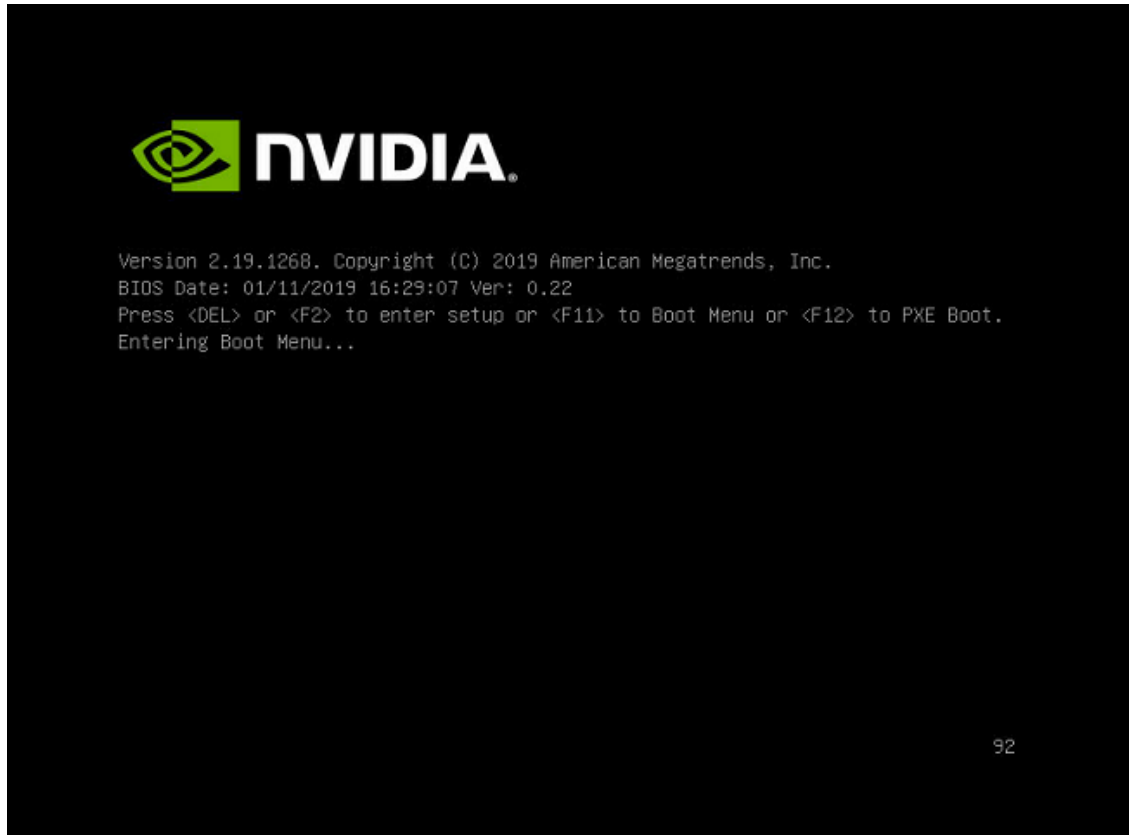 NVIDIA.
Version 2.19.1268. Copyright (C) 2019 American Megatrends, Inc.
BIOS Date: 01/11/2019 16:29:07 Ver: 0.22
Press <DEL> or <F2> to enter setup or <F11> to Boot Menu or <F12> to PXE Boot.
Entering Boot Menu...
92